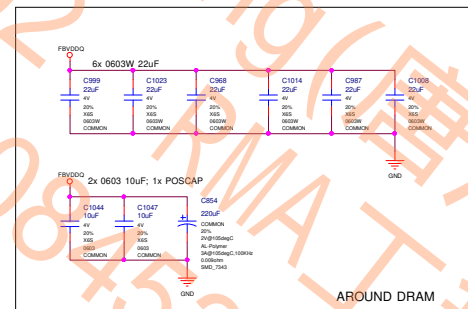 FBVDDQ
6x 0603W 22uF
C999
22uF
4V
20%
X6S
0603W
COMMON
C1023
22uF
4V
20%
X6S
0603W
COMMON
C968
22uF
4V
20%
X6S
0603W
COMMON
C1014
22uF
4V
20%
X6S
0603W
COMMON
C987
22uF
4V
20%
X6S
0603W
COMMON
C1008
22uF
4V
20%
X6S
0603W
COMMON
GND
FBVDDQ
2x 0603 10uF; 1x POSCAP
C1044
10uF
4V
20%
X6S
0603
COMMON
C1047
10uF
4V
20%
X6S
0603
COMMON
C854
220uF
COMMON
20%
2V@105degC
AL-Polymer
3A@105degC,100KHz
0.009ohm
SMD_7343
GND
AROUND DRAM